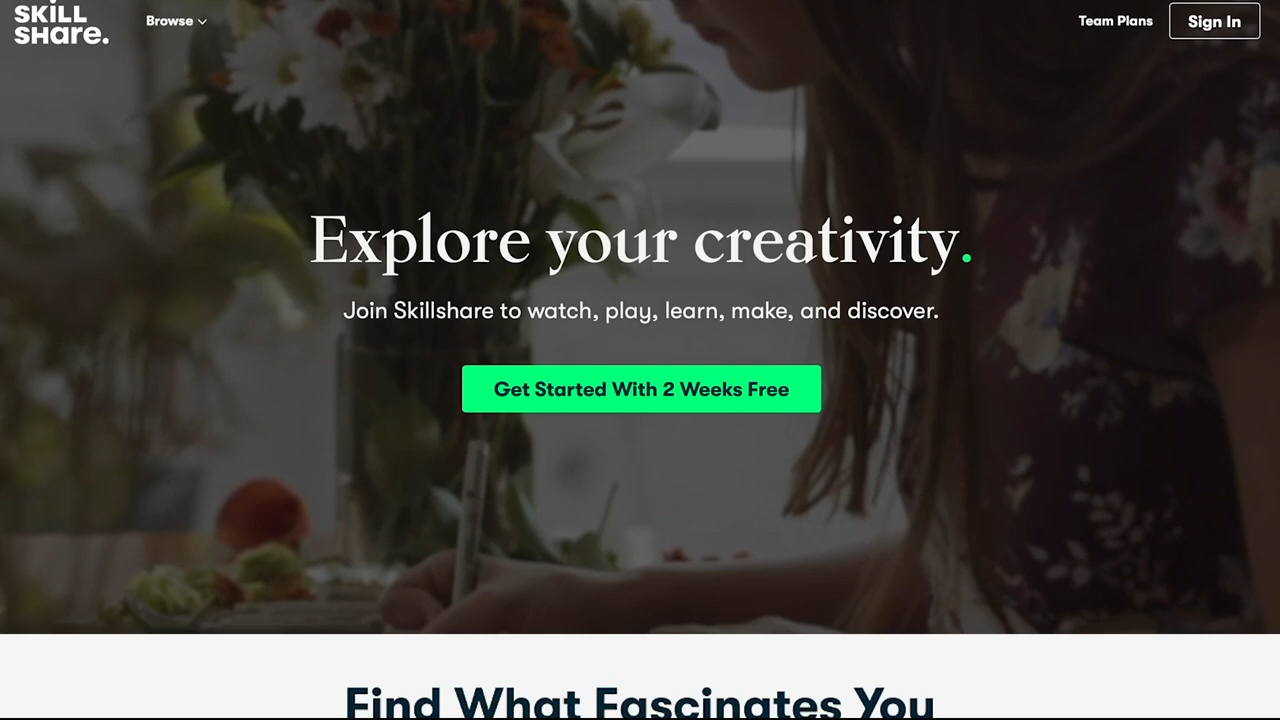 SKiLL
SHare.
Browse
Team Plans
Sign In
Explore your creativity.
Join Skillshare to watch, play, learn, make, and discover.
Get Started With 2 Weeks Free
Find What Fascinates You